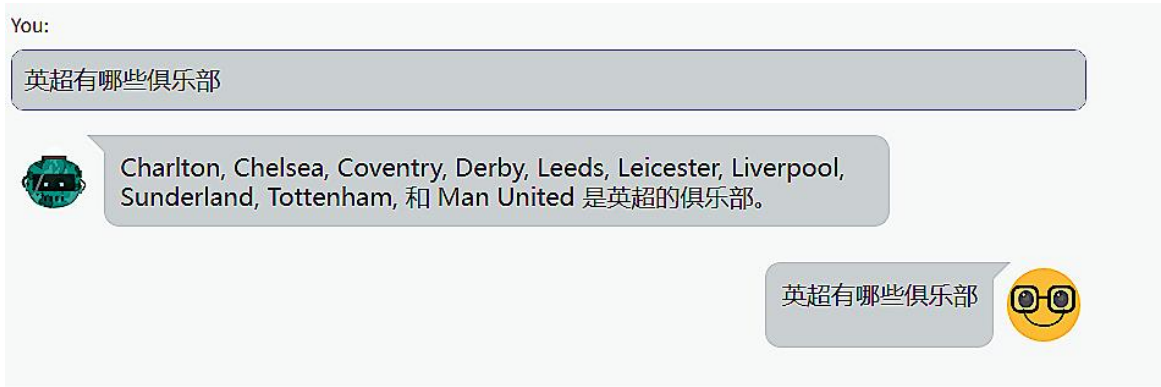 You:
英超有哪些俱乐部
Charlton, Chelsea, Coventry, Derby, Leeds, Leicester, Liverpool,
Sunderland, Tottenham, 和 Man United 是英超的俱乐部。
英超有哪些俱乐部